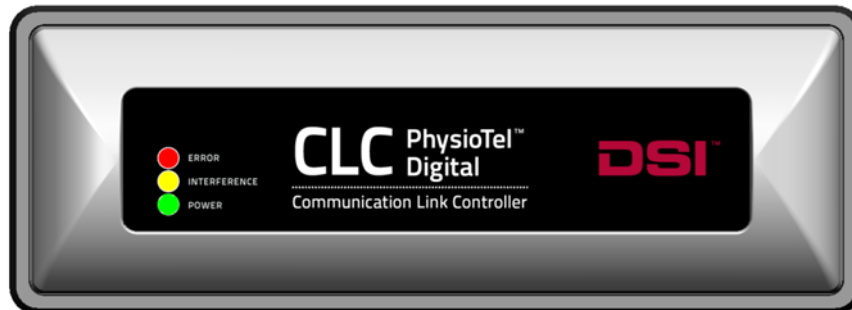 ERROR
INTERFERENCE
POWER
CLC PhysioTel™
Digital
Communication Link Controller
DSI™